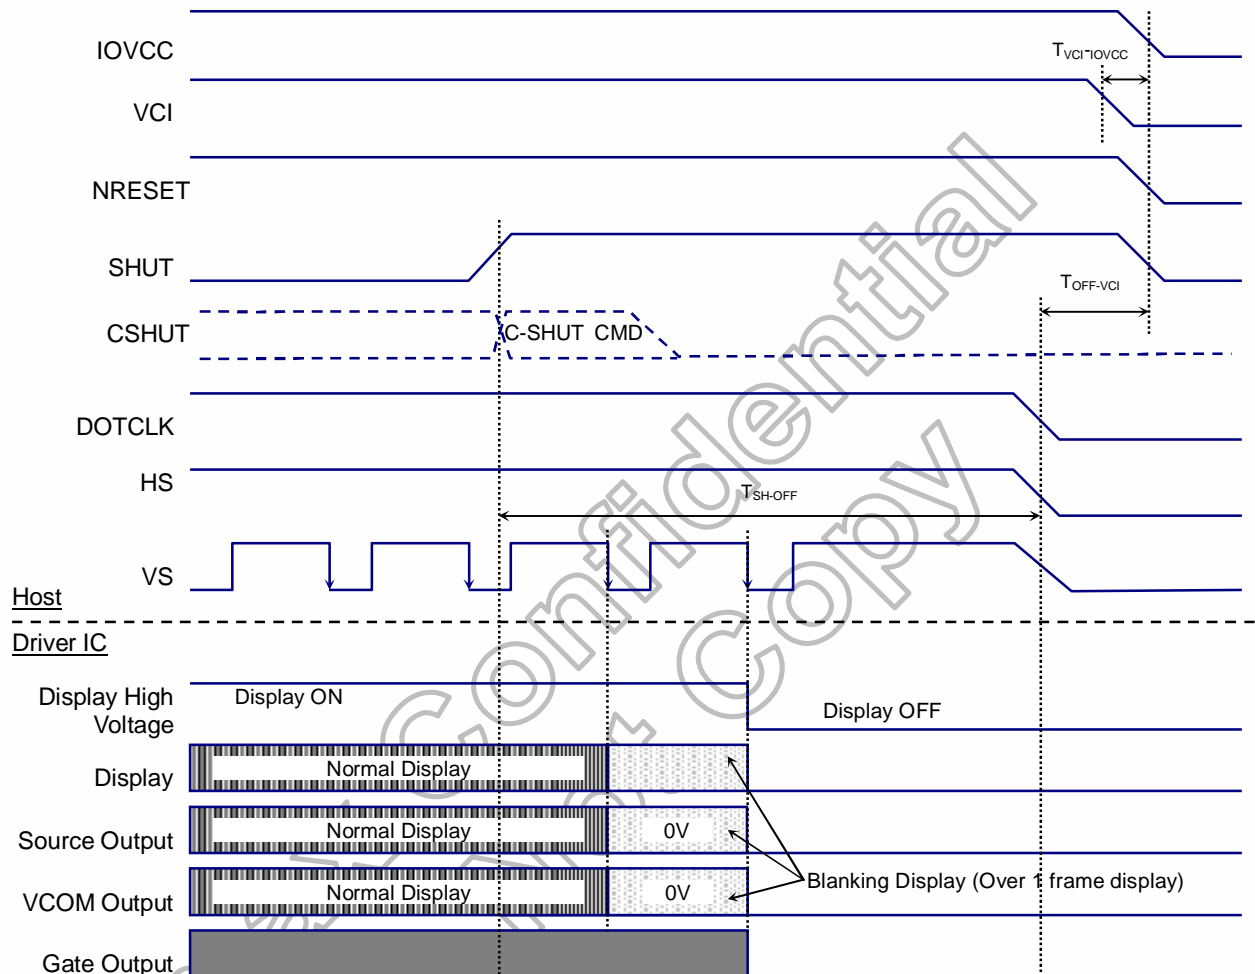 IOVCC
TVCI-IOVCC
VCI
NRESET
SHUT
TOFF-VCI
CSHUT
C-SHUT CMD
DOTCLK
HS
TSH-OFF
VS
Host
Driver IC
Display High
Voltage
Display ON
Display OFF
Display
Normal Display
Source Output
Normal Display
0V
VCOM Output
Normal Display
0V
Blanking Display (Over 1 frame display)
Gate Output
Confidential
Copy